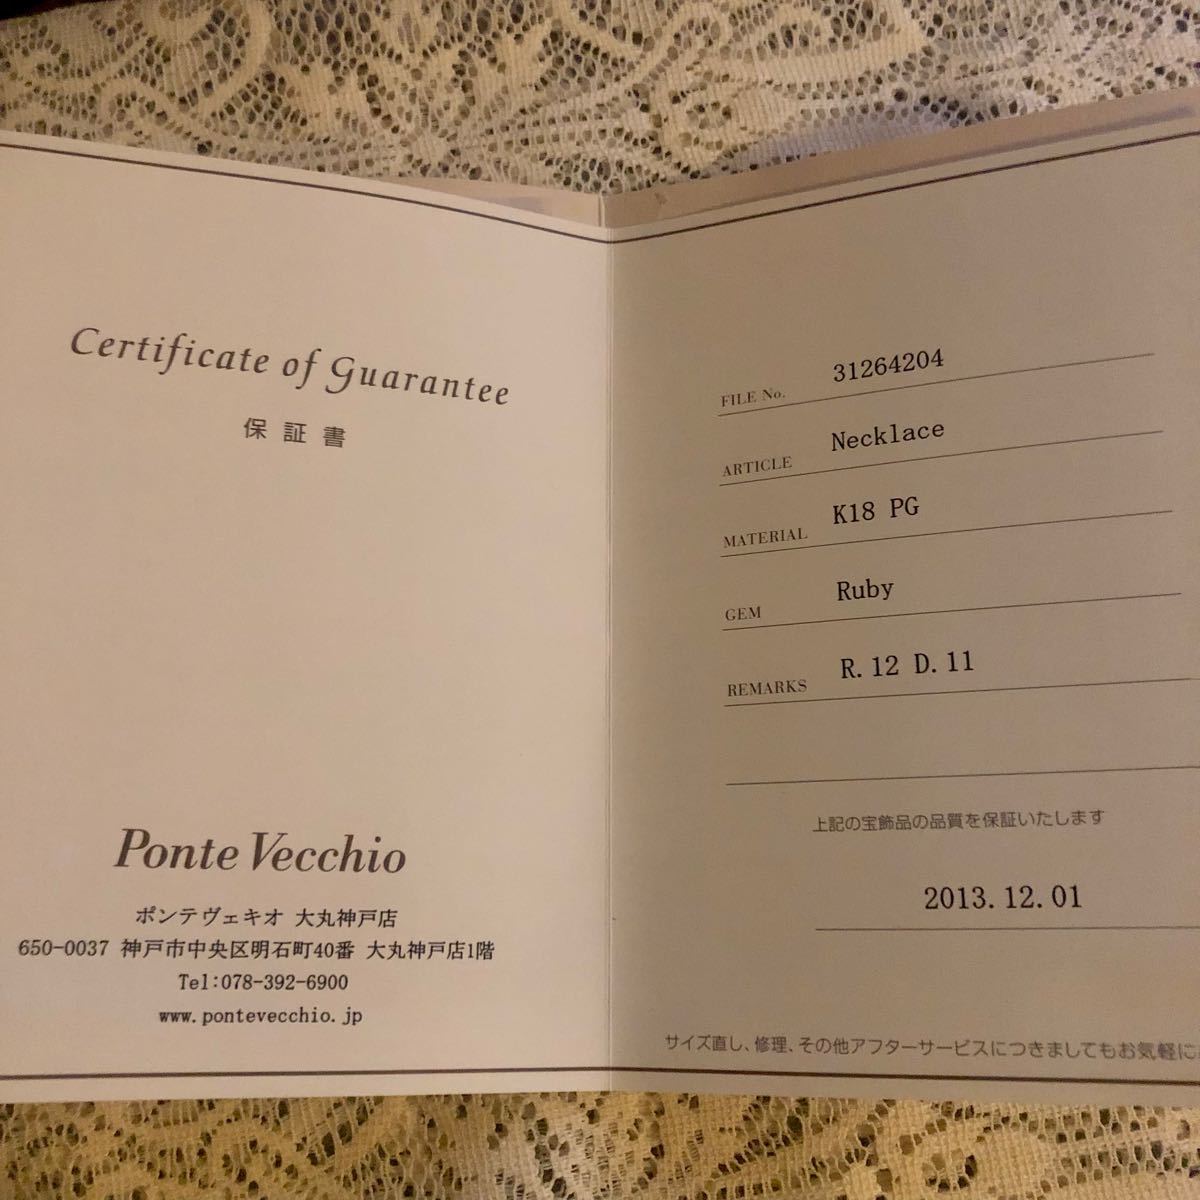 Certificate of Guarantee
保証書
Ponte Vecchio
ポンテヴェキオ 大丸神戸店
650-0037 神戸市中央区明石町40番 大丸神戸店1階
Tel:078-392-6900
www.pontevecchio.jp
FILE No. 31264204
ARTICLE Necklace
MATERIAL K18 PG
GEM Ruby
REMARKS R.12 D.11
上記の宝飾品の品質を保証いたします
2013.12.01
サイズ直し、修理、その他アフターサービスにつきましてもお気軽に